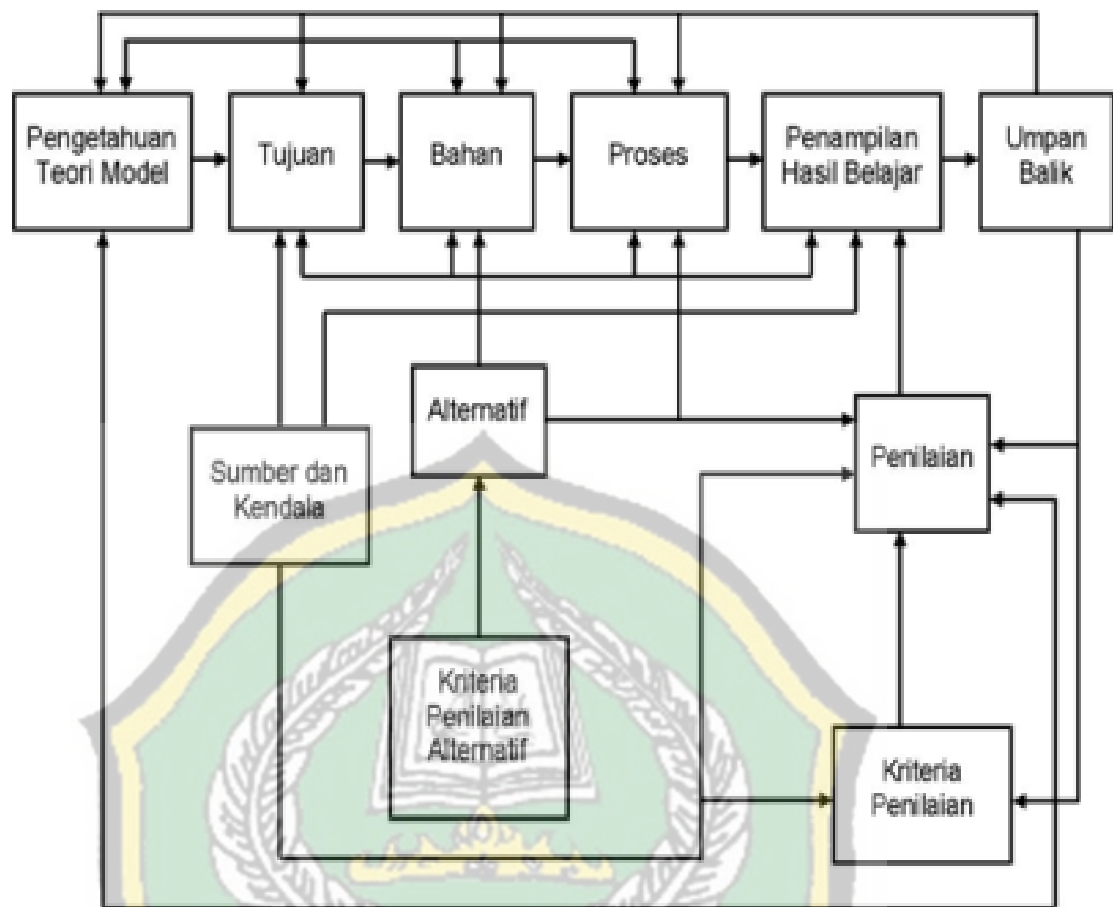 Pengetahuan
Teori Model
Tujuan
Bahan
Proses
Penampilan
Hasil Belajar
Umpan
Balik
Alternatif
Sumber dan
Kendala
Penilaian
Kriteria
Penilaian
Alternatif
Kriteria
Penilaian